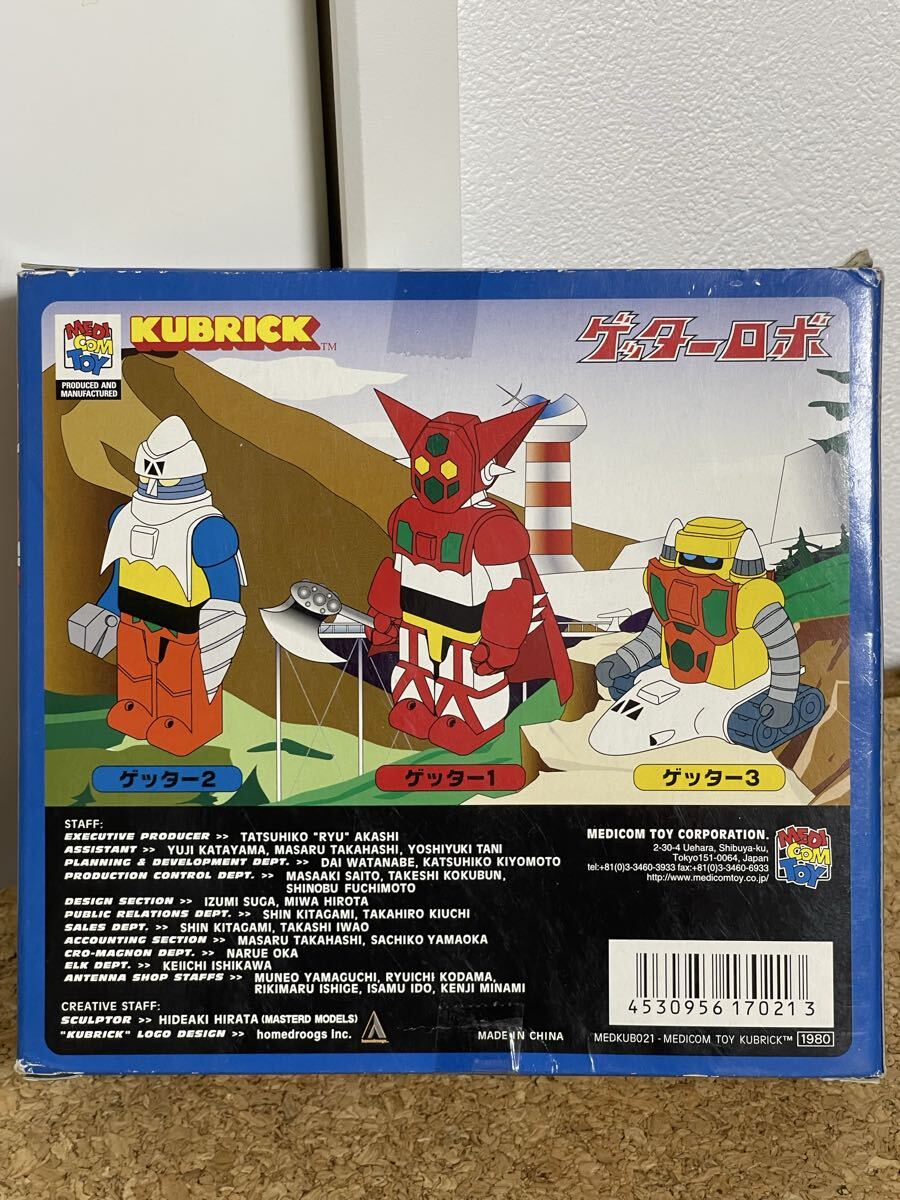 MEDI
COM
TOY
PRODUCED AND
MANUFACTURED
KUBRICK™
ゲッターロボ
ゲッター2
ゲッター1
ゲッター3
STAFF:
EXECUTIVE PRODUCER >> TATSUHIKO "RYU" AKASHI
ASSISTANT >> YUJI KATAYAMA, MASARU TAKAHASHI, YOSHIYUKI TANI
PLANNING & DEVELOPMENT DEPT. >> DAI WATANABE, KATSUHIKO KIYOMOTO
PRODUCTION CONTROL DEPT. >> MASAAKI SAITO, TAKESHI KOKUBUN,
SHINOBU FUCHIMOTO
DESIGN SECTION >> IZUMI SUGA, MIWA HIROTA
PUBLIC RELATIONS DEPT. >> SHIN KITAGAMI, TAKAHIRO KIUCHI
SALES DEPT. >> SHIN KITAGAMI, TAKASHI IWAO
ACCOUNTING SECTION >> MASARU TAKAHASHI, SACHIKO YAMAOKA
CRO-MAGNON DEPT. >> NARUE OKA
ELK DEPT. >> KEIICHI ISHIKAWA
ANTENNA SHOP STAFFS >> MUNEO YAMAGUCHI, RYUICHI KODAMA,
RIKIMARU ISHIGE, ISAMU IDO, KENJI MINAMI
CREATIVE STAFF:
SCULPTOR >> HIDEAKI HIRATA (MASTERD MODELS)
"KUBRICK" LOGO DESIGN >> homedroogs Inc.
homedroogs.
MEDICOM TOY CORPORATION.
2-30-4 Uehara, Shibuya-ku,
Tokyo151-0064, Japan
tel:+81(0)3-3460-3933 fax:+81(0)3-3460-6933
http://www.medicomtoy.co.jp/
MEDI
COM
TOY
4530956170213
MADE IN CHINA
MEDKUB021-MEDICOM TOY KUBRICK™ 1980